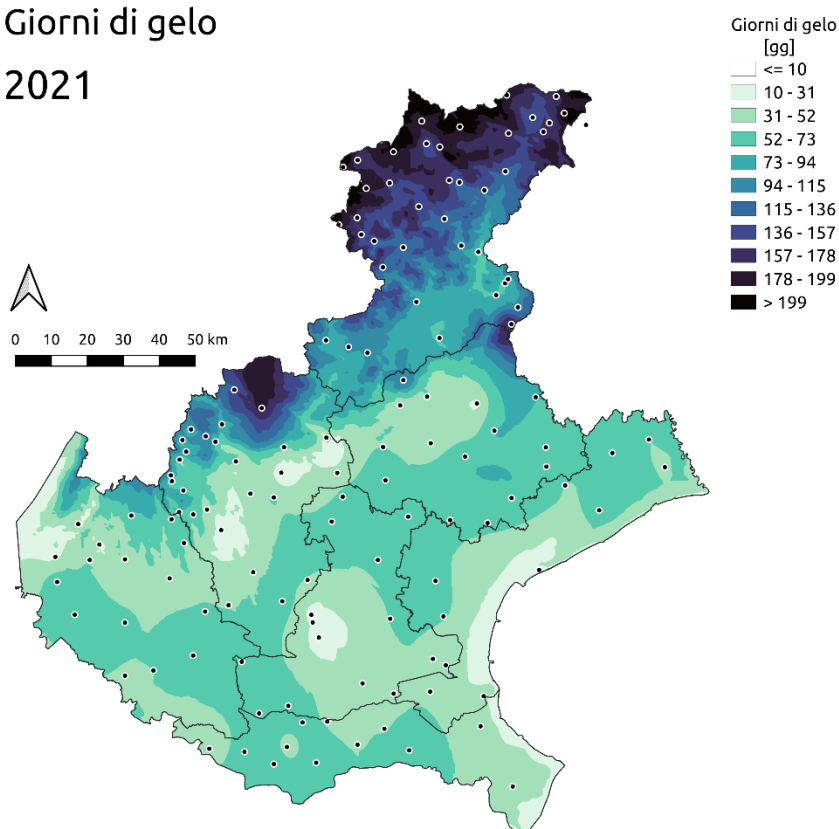 Giorni di gelo
2021
Giorni di gelo
[gg]
<= 10
10 - 31
31 - 52
52 - 73
73 - 94
94 - 115
115 - 136
136 - 157
157 - 178
178 - 199
> 199
0 10 20 30 40 50 km